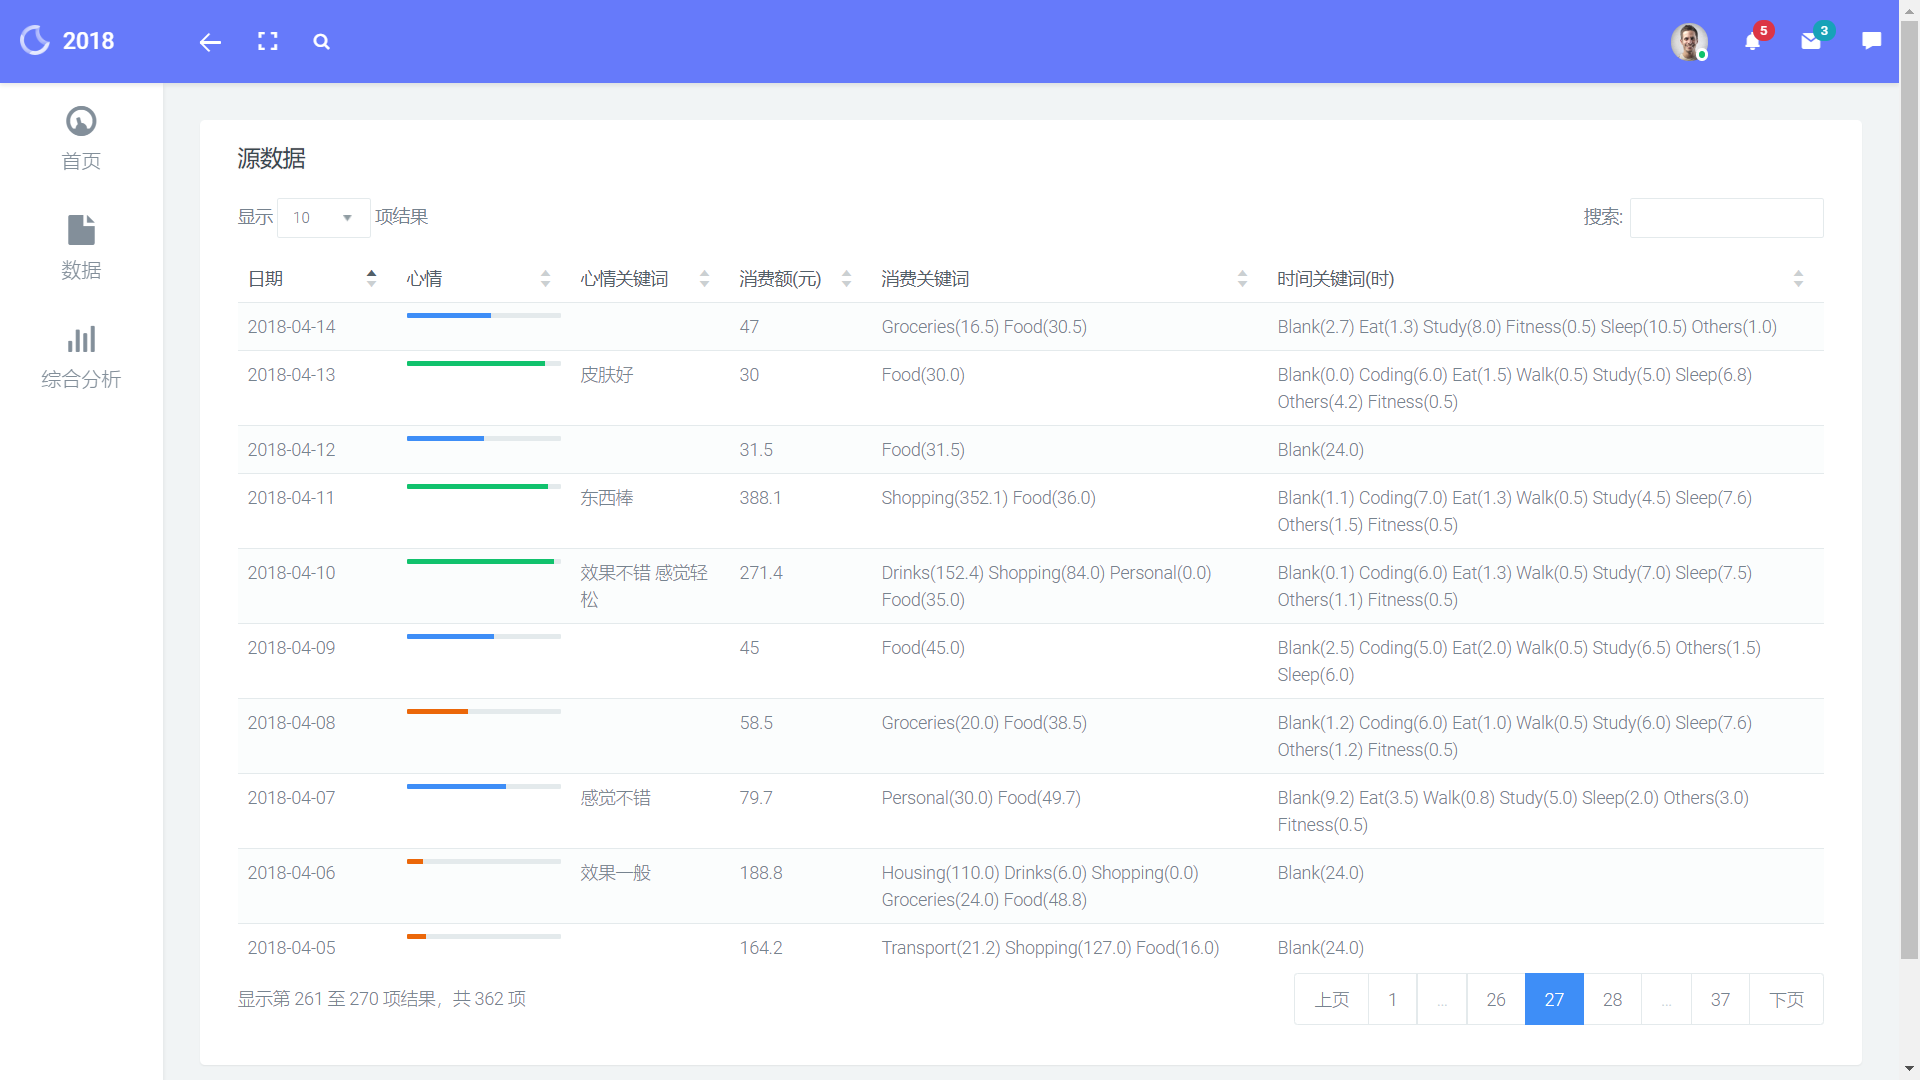 2018
5
3
首页
数据
综合分析
源数据
显示 10 项结果
搜索:
日期 心情 心情关键词 消费额(元) 消费关键词 时间关键词(时)
2018-04-14 47 Groceries(16.5) Food(30.5) Blank(2.7) Eat(1.3) Study(8.0) Fitness(0.5) Sleep(10.5) Others(1.0)
2018-04-13 皮肤好 30 Food(30.0) Blank(0.0) Coding(6.0) Eat(1.5) Walk(0.5) Study(5.0) Sleep(6.8)
Others(4.2) Fitness(0.5)
2018-04-12 31.5 Food(31.5) Blank(24.0)
2018-04-11 东西棒 388.1 Shopping(352.1) Food(36.0) Blank(1.1) Coding(7.0) Eat(1.3) Walk(0.5) Study(4.5) Sleep(7.6)
Others(1.5) Fitness(0.5)
2018-04-10 效果不错 感觉轻 271.4 Drinks(152.4) Shopping(84.0) Personal(0.0) Blank(0.1) Coding(6.0) Eat(1.3) Walk(0.5) Study(7.0) Sleep(7.5)
松 Food(35.0) Others(1.1) Fitness(0.5)
2018-04-09 45 Food(45.0) Blank(2.5) Coding(5.0) Eat(2.0) Walk(0.5) Study(6.5) Others(1.5)
Sleep(6.0)
2018-04-08 58.5 Groceries(20.0) Food(38.5) Blank(1.2) Coding(6.0) Eat(1.0) Walk(0.5) Study(6.0) Sleep(7.6)
Others(1.2) Fitness(0.5)
2018-04-07 感觉不错 79.7 Personal(30.0) Food(49.7) Blank(9.2) Eat(3.5) Walk(0.8) Study(5.0) Sleep(2.0) Others(3.0)
Fitness(0.5)
2018-04-06 效果一般 188.8 Housing(110.0) Drinks(6.0) Shopping(0.0) Blank(24.0)
Groceries(24.0) Food(48.8)
2018-04-05 164.2 Transport(21.2) Shopping(127.0) Food(16.0) Blank(24.0)
显示第 261 至 270 项结果，共 362 项
上页 1 … 26 27 28 … 37 下页